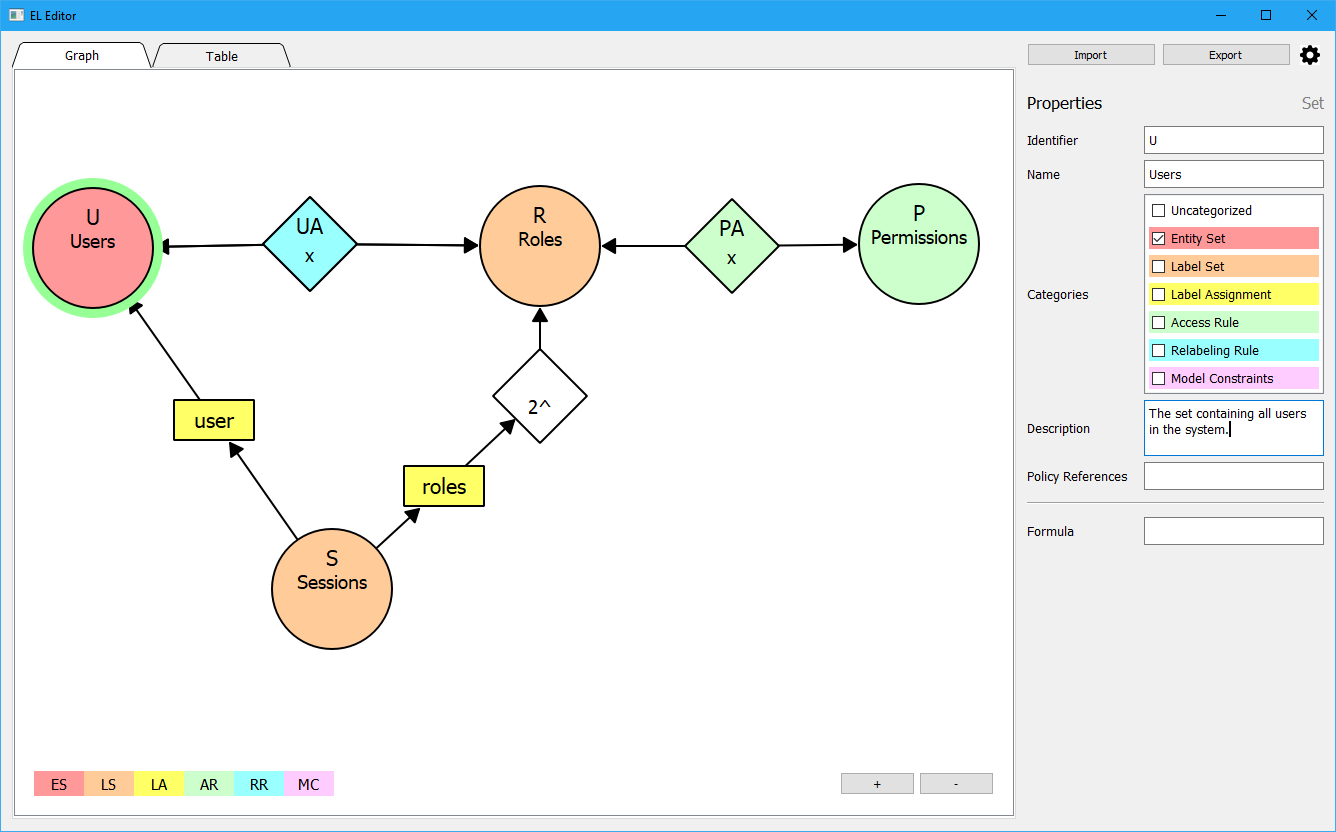 EL Editor
Graph
Table
Import
Export
Properties
Set
Identifier
U
Name
Users
Categories
Uncategorized
Entity Set
Label Set
Label Assignment
Access Rule
Relabeling Rule
Model Constraints
Description
The set containing all users
in the system.
Policy References
Formula
U
Users
UA
x
R
Roles
PA
x
P
Permissions
user
2^
roles
S
Sessions
ES
LS
LA
AR
RR
MC
+
-